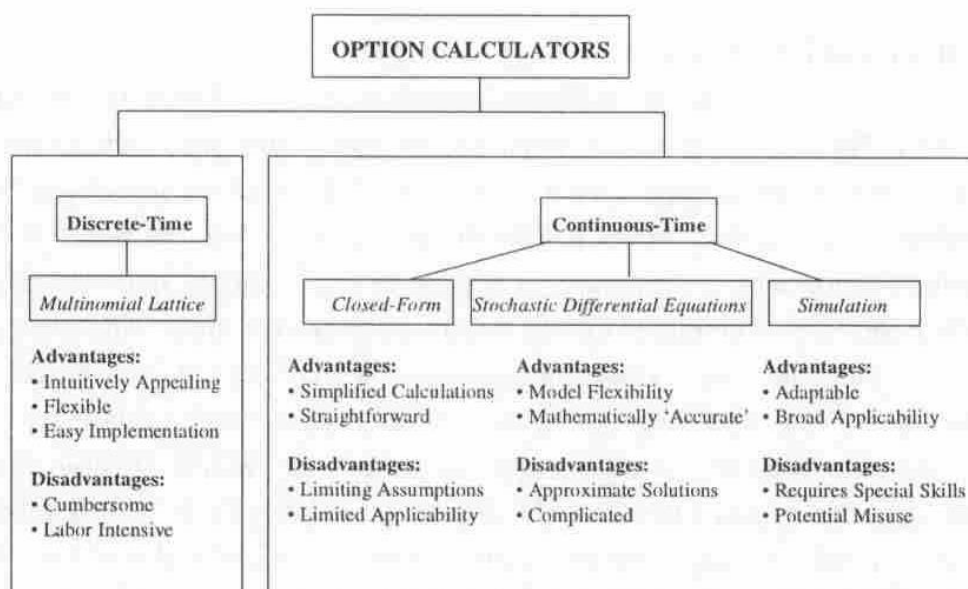 OPTION CALCULATORS
Discrete-Time
Multinomial Lattice
Advantages:
• Intuitively Appealing
• Flexible
• Easy Implementation
Disadvantages:
• Cumbersome
• Labor Intensive
Continuous-Time
Closed-Form
Advantages:
• Simplified Calculations
• Straightforward
Disadvantages:
• Limiting Assumptions
• Limited Applicability
Stochastic Differential Equations
Advantages:
• Model Flexibility
• Mathematically ‘Accurate’
Disadvantages:
• Approximate Solutions
• Complicated
Simulation
Advantages:
• Adaptable
• Broad Applicability
Disadvantages:
• Requires Special Skills
• Potential Misuse